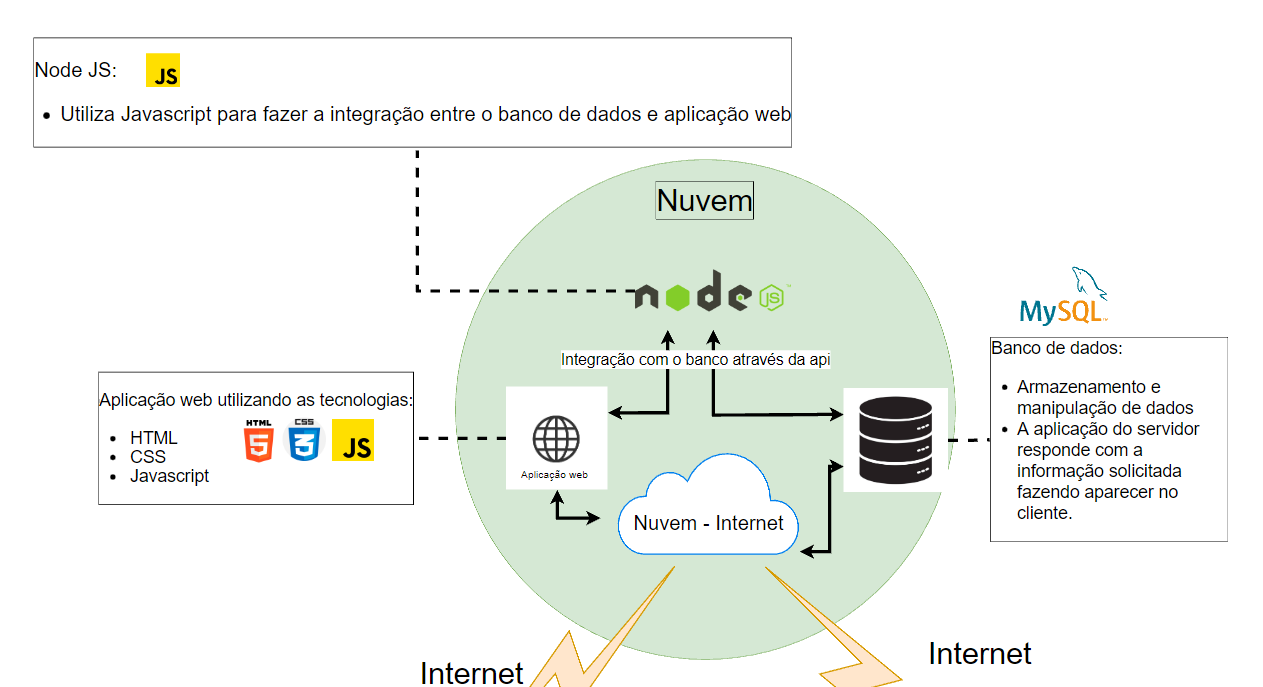 Node JS:
JS
• Utiliza Javascript para fazer a integração entre o banco de dados e aplicação web
Nuvem
node
JS
Integração com o banco através da api
MySQL
Banco de dados:
• Armazenamento e
manipulação de dados
• A aplicação do servidor
responde com a
informação solicitada
fazendo aparecer no
cliente.
Aplicação web utilizando as tecnologias:
HTML
5
CSS
3
JS
• HTML
• CSS
• Javascript
Aplicação web
Nuvem - Internet
Internet
Internet